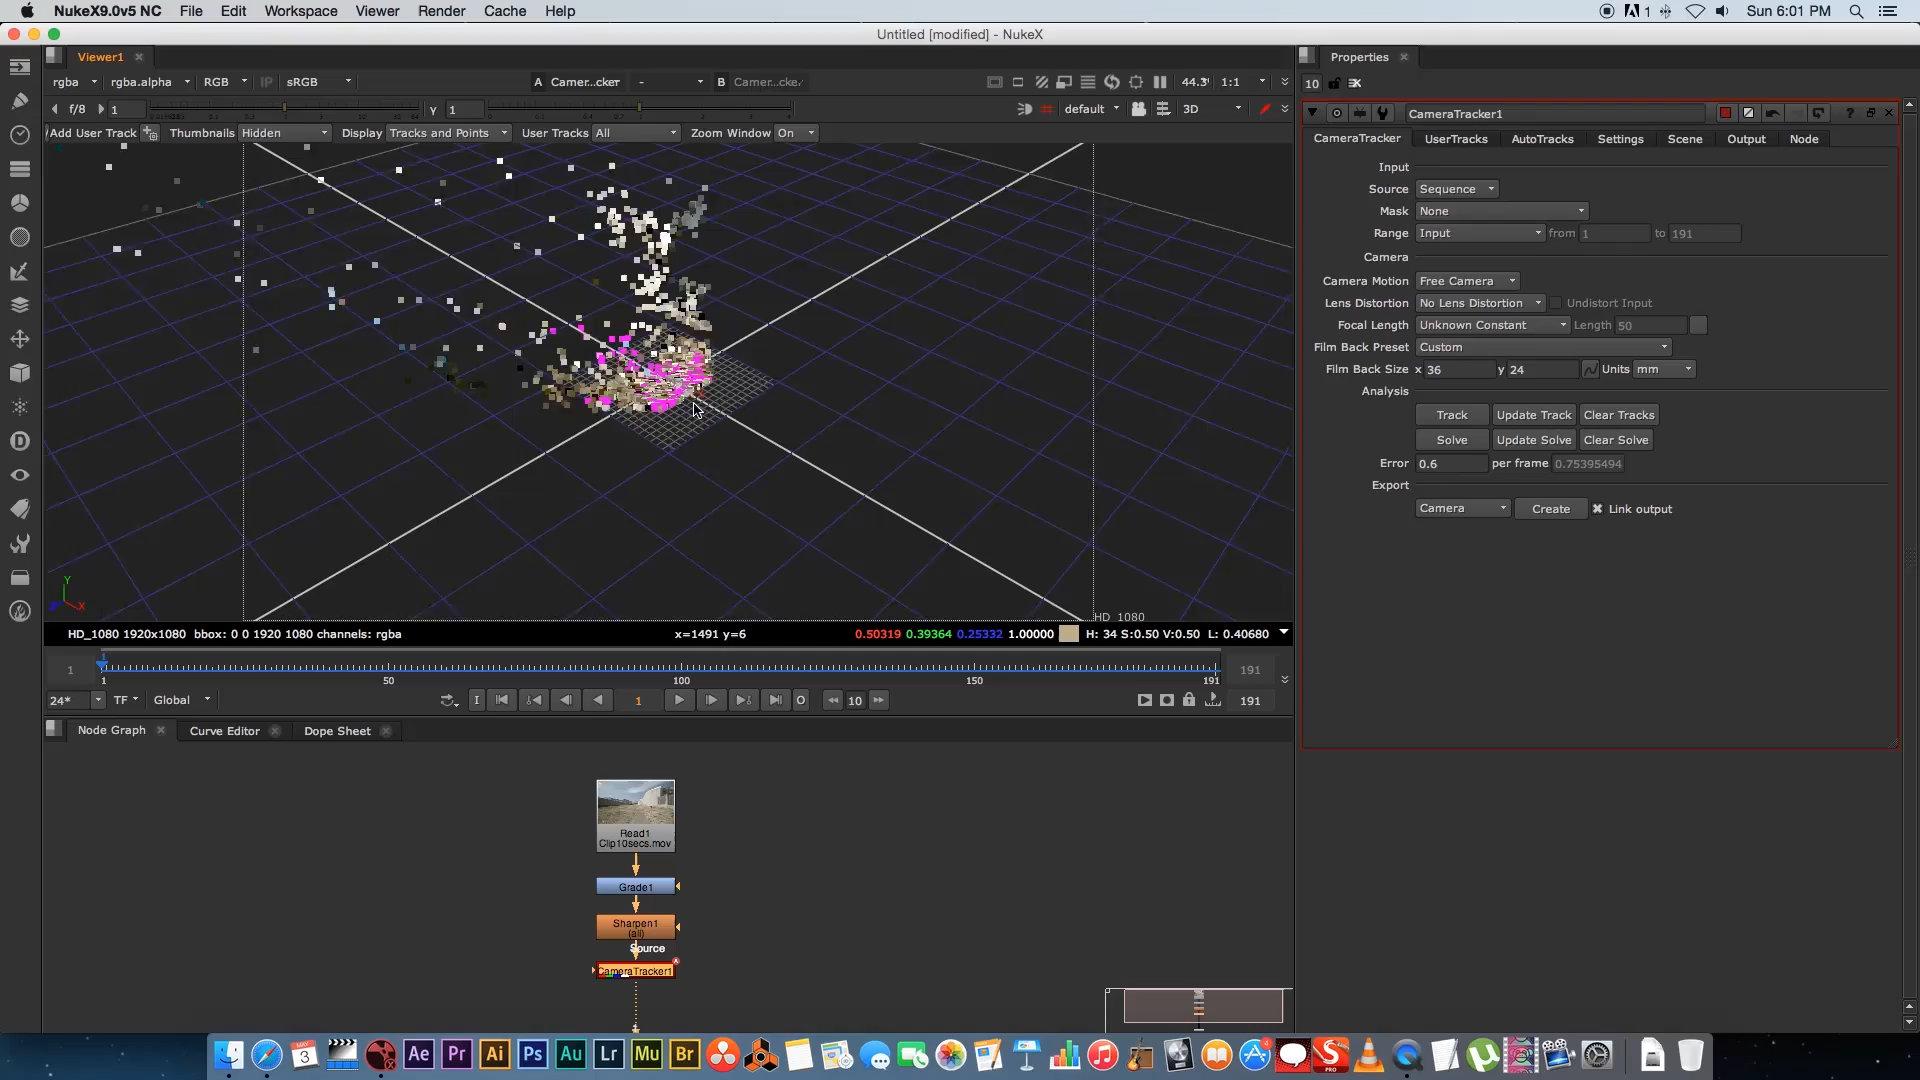 NukeX9.0v5 NC File Edit Workspace Viewer Render Cache Help
1 Sun 6:01 PM
Untitled [modified] - NukeX
Viewer1
rgba rgba.alpha RGB IP sRGB A Camer...cker - B Camer...cke
44.3 1:1
f/8 1 Y 1 default 3D
Add User Track Thumbnails Hidden Display Tracks and Points User Tracks All Zoom Window On
Y
X
HD_1080
HD_1080 1920x1080 bbox: 0 0 1920 1080 channels: rgba x=1491 y=6 0.50319 0.39364 0.25332 1.00000 H: 34 S:0.50 V:0.50 L: 0.40680
1 191
1 50 100 150 191
24* TF Global I 1 O 10 191
Node Graph Curve Editor Dope Sheet
Read1
Clip10secs.mov
Grade1
Sharpen1
(all)
Source
CameraTracker1
Properties
10
CameraTracker1
CameraTracker UserTracks AutoTracks Settings Scene Output Node
Input
Source Sequence
Mask None
Range Input from 1 to 191
Camera
Camera Motion Free Camera
Lens Distortion No Lens Distortion Undistort Input
Focal Length Unknown Constant Length 50
Film Back Preset Custom
Film Back Size x 36 y 24 Units mm
Analysis
Track Update Track Clear Tracks
Solve Update Solve Clear Solve
Error 0.6 per frame 0.75395494
Export
Camera Create Link output
3 Ae Pr Ai Ps Au Lr Mu Br S PRO